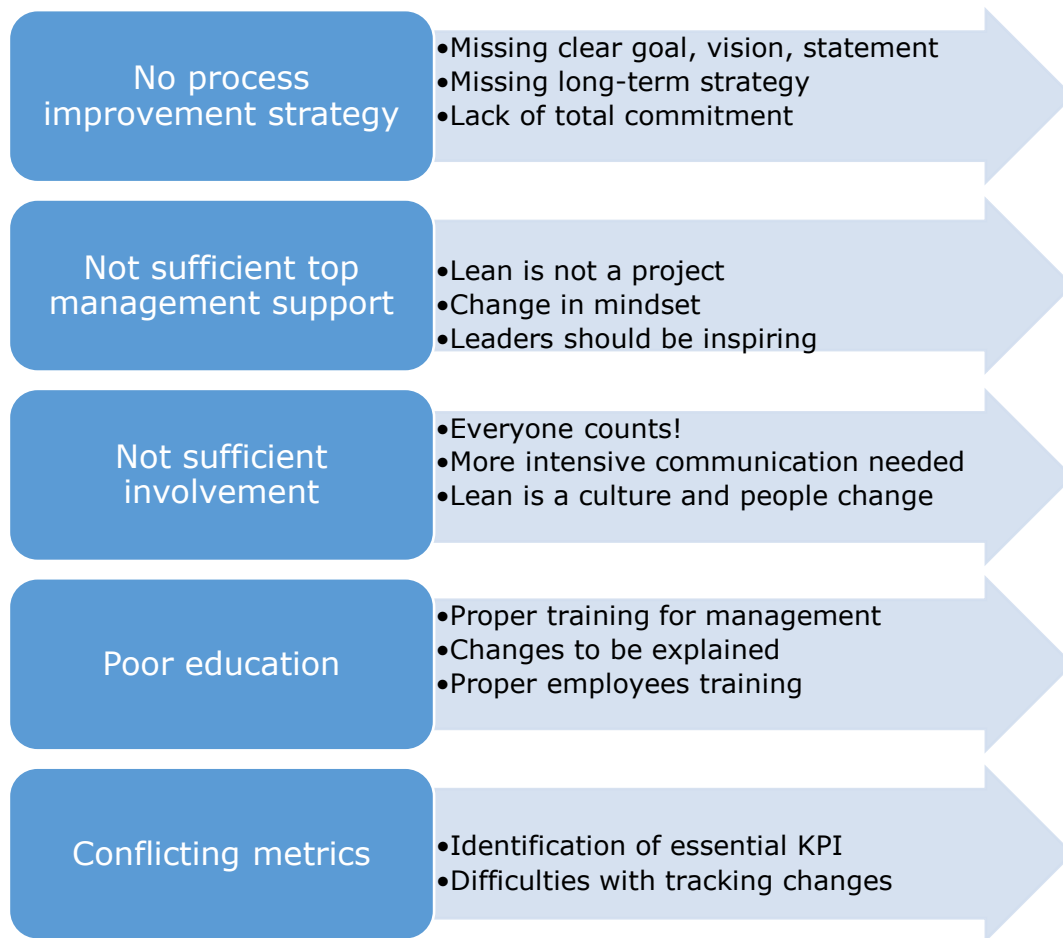 No process
improvement strategy
•Missing clear goal, vision, statement
•Missing long-term strategy
•Lack of total commitment
Not sufficient top
management support
•Lean is not a project
•Change in mindset
•Leaders should be inspiring
Not sufficient
involvement
•Everyone counts!
•More intensive communication needed
•Lean is a culture and people change
Poor education
•Proper training for management
•Changes to be explained
•Proper employees training
Conflicting metrics
•Identification of essential KPI
•Difficulties with tracking changes